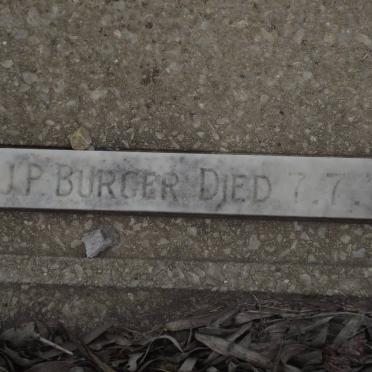 J.P. BURGER DIED 7.7.